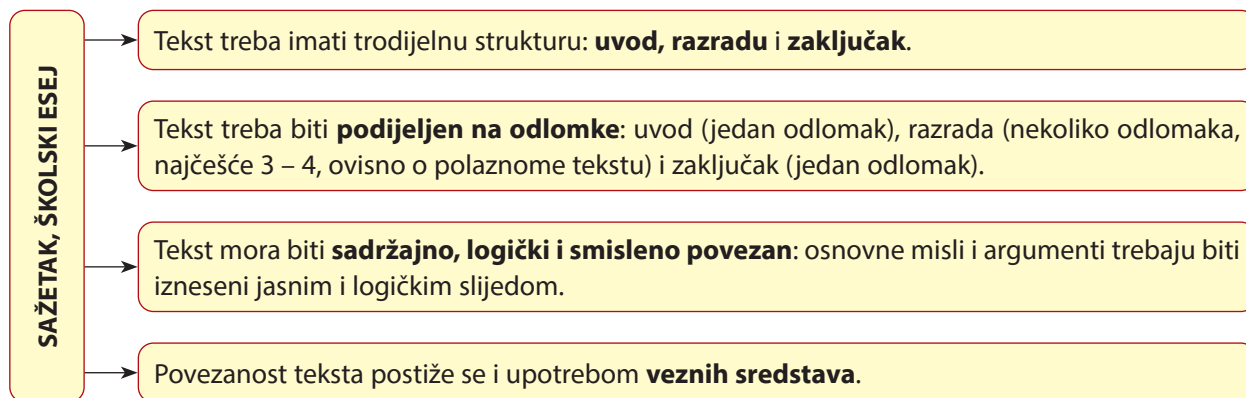 SAŽETAK, ŠKOLSKI ESEJ
Tekst treba imati trodijelnu strukturu: uvod, razradu i zaključak.
Tekst treba biti podijeljen na odlomke: uvod (jedan odlomak), razrada (nekoliko odlomaka,
najčešće 3 – 4, ovisno o polaznome tekstu) i zaključak (jedan odlomak).
Tekst mora biti sadržajno, logički i smisleno povezan: osnovne misli i argumenti trebaju biti
izneseni jasnim i logičkim slijedom.
Povezanost teksta postiže se i upotrebom veznih sredstava.